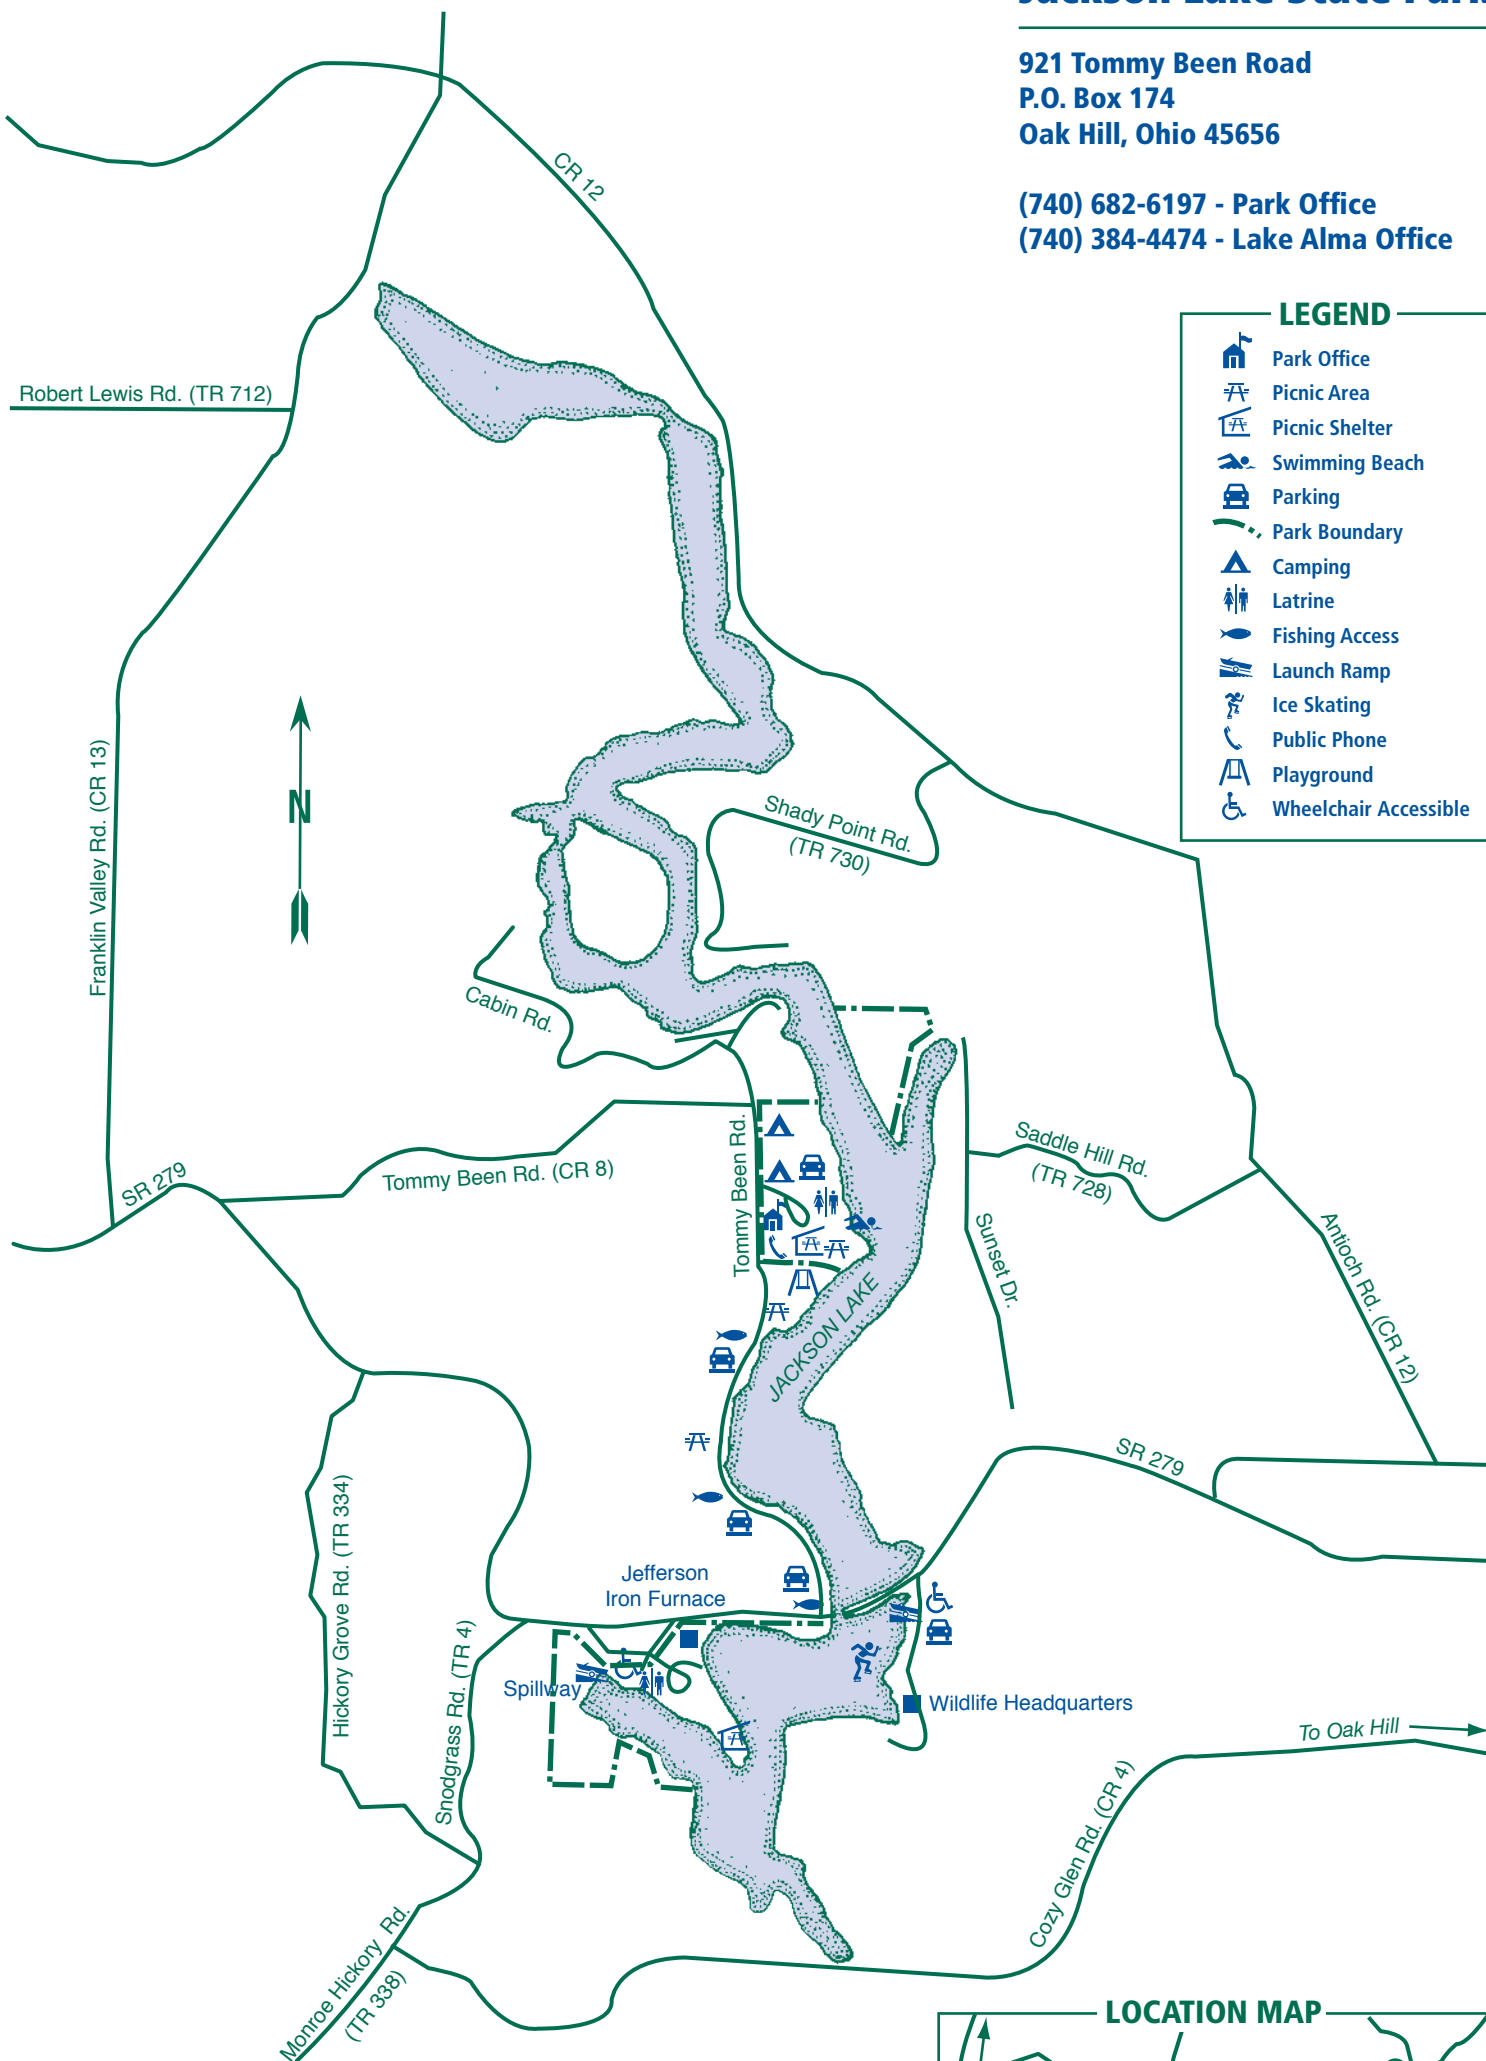 Jackson Lake State Park
921 Tommy Been Road
P.O. Box 174
Oak Hill, Ohio 45656
(740) 682-6197 - Park Office
(740) 384-4474 - Lake Alma Office
LEGEND
Park Office
Picnic Area
Picnic Shelter
Swimming Beach
Parking
Park Boundary
Camping
Latrine
Fishing Access
Launch Ramp
Ice Skating
Public Phone
Playground
Wheelchair Accessible
CR 12
Robert Lewis Rd. (TR 712)
Franklin Valley Rd. (CR 13)
N
Shady Point Rd.
(TR 730)
Cabin Rd.
SR 279
Tommy Been Rd. (CR 8)
Tommy Been Rd.
Saddle Hill Rd.
(TR 728)
Sunset Dr.
Antioch Rd. (CR 12)
JACKSON LAKE
SR 279
Hickory Grove Rd. (TR 334)
Jefferson
Iron Furnace
Snodgrass Rd. (TR 4)
Spillway
Wildlife Headquarters
To Oak Hill
Cozy Glen Rd. (CR 4)
Monroe Hickory Rd.
(TR 338)
LOCATION MAP